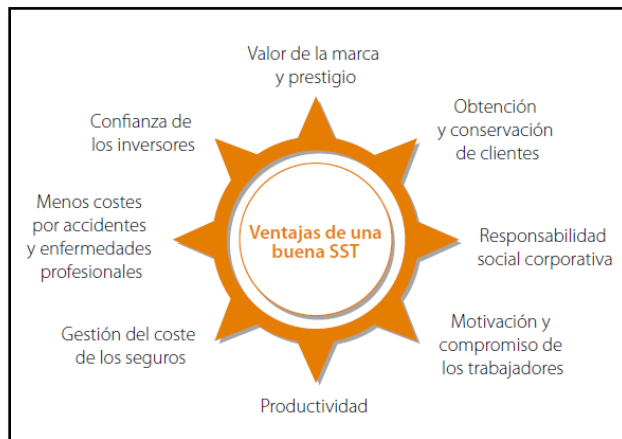 Valor de la marca
y prestigio
Obtención
y conservación
de clientes
Responsabilidad
social corporativa
Motivación y
compromiso de
los trabajadores
Productividad
Gestión del coste
de los seguros
Menos costes
por accidentes
y enfermedades
profesionales
Confianza de
los inversores
Ventajas de una
buena SST